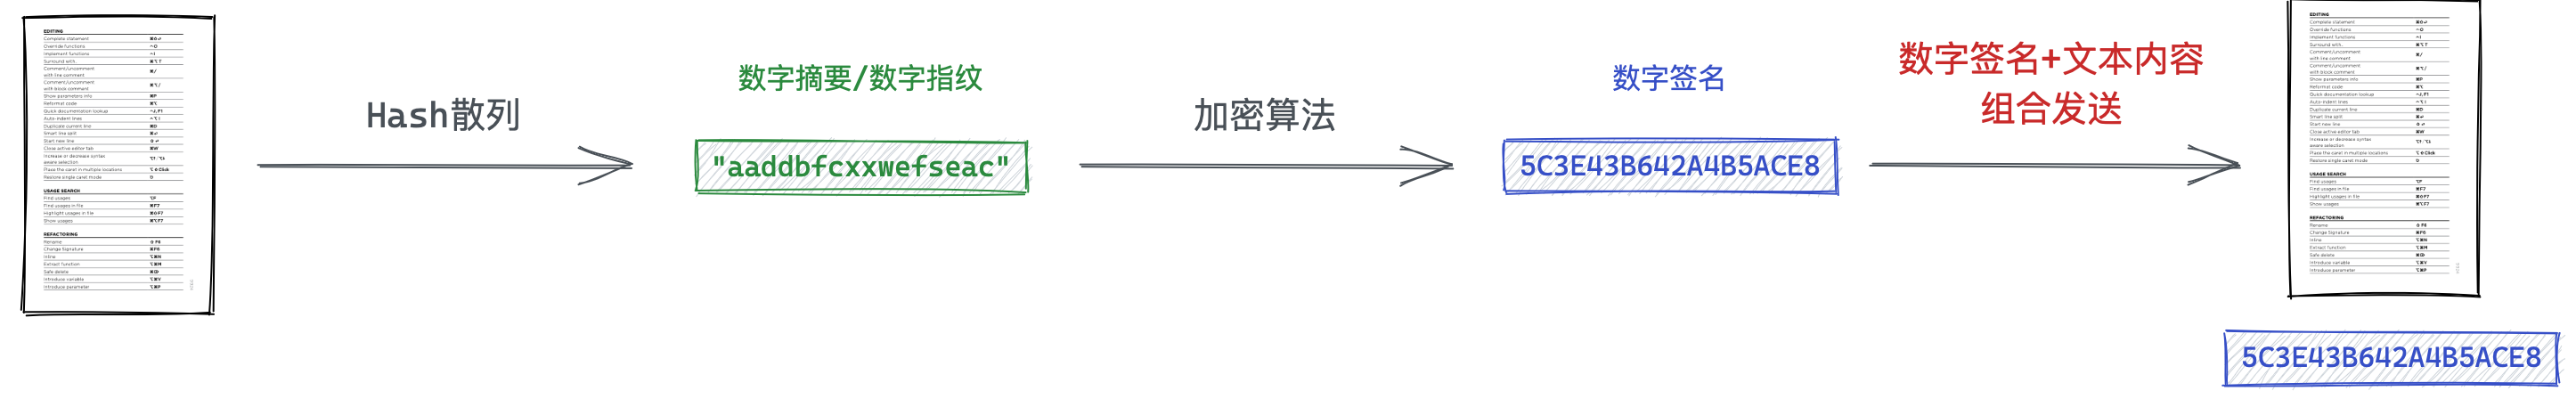 EDITING
Complete statement
Override functions
Implement functions
Surround with.
Comment/uncomment
with line comment
Comment/uncomment
with block comment
Show parameters info
Reformat code
Quick documentation lookup
Auto-indent lines
Duplicate current line
Smart line split
Start new line
Close active editor tab
Increase or decrease syntax
aware selection
Place the caret in multiple locations
Restore single caret mode
USAGE SEARCH
Find usages
Find usages in file
Highlight usages in file
Show usages
REFACTORING
Rename
Change Signature
Inline
Extract function
Safe delete
Introduce variable
Introduce parameter
Hash散列
数字摘要/数字指纹
"aaddbfcxxwefseac"
加密算法
数字签名
5C3E43B642A4B5ACE8
数字签名+文本内容
组合发送
EDITING
Complete statement
Override functions
Implement functions
Surround with.
Comment/uncomment
with line comment
Comment/uncomment
with block comment
Show parameters info
Reformat code
Quick documentation lookup
Auto-indent lines
Duplicate current line
Smart line split
Start new line
Close active editor tab
Increase or decrease syntax
aware selection
Place the caret in multiple locations
Restore single caret mode
USAGE SEARCH
Find usages
Find usages in file
Highlight usages in file
Show usages
REFACTORING
Rename
Change Signature
Inline
Extract function
Safe delete
Introduce variable
Introduce parameter
5C3E43B642A4B5ACE8